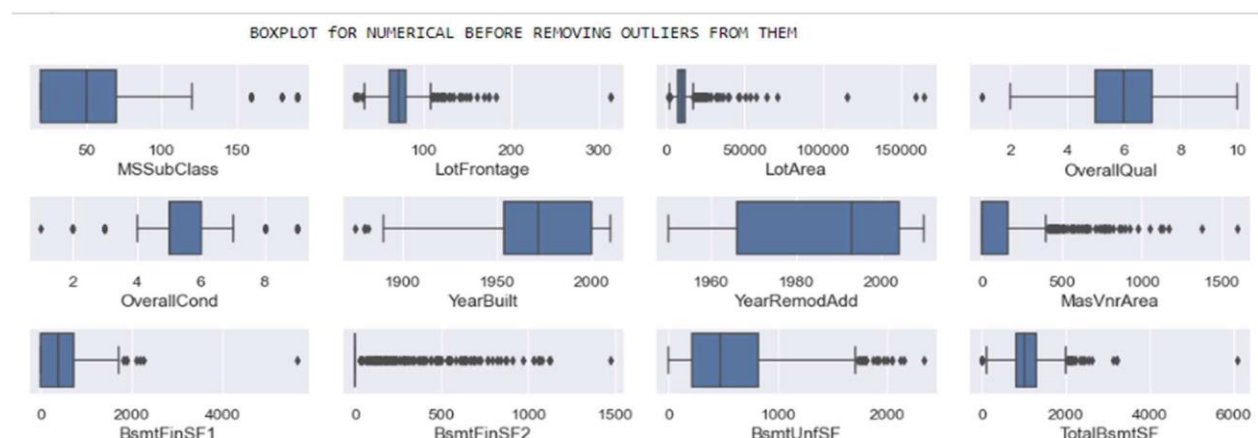 BOXPLOT fOR NUMERICAL BEFORE REMOVING OUTLIERS FROM THEM
50 100 150 100 200 300 0 50000 100000 150000 2 4 6 8 10
MSSubClass LotFrontage LotArea OverallQual
2 4 6 8 1900 1950 2000 1960 1980 2000 0 500 1000 1500
OverallCond YearBuilt YearRemodAdd MasVnrArea
0 2000 4000 0 500 1000 1500 0 1000 2000 0 2000 4000 6000
BsmtFinSF1 BsmtFinSF2 BsmtUnfSF TotalBsmtSF